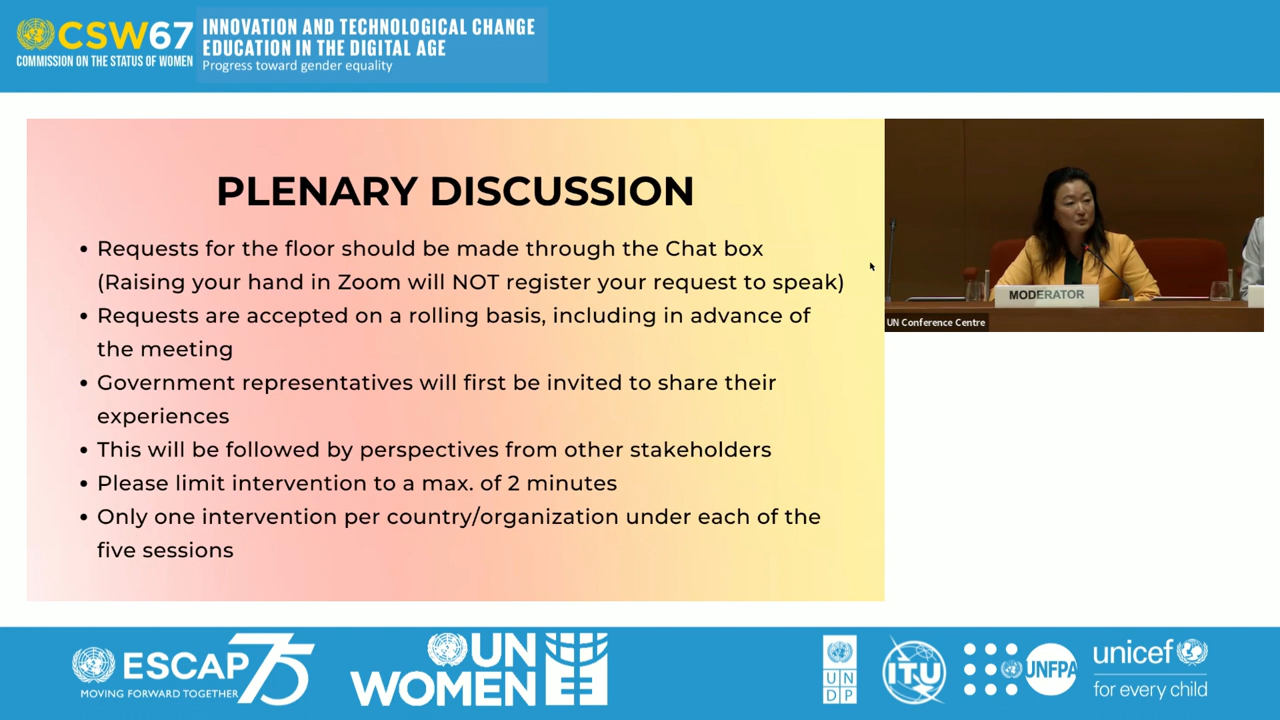 CSW67
COMMISSION ON THE STATUS OF WOMEN
INNOVATION AND TECHNOLOGICAL CHANGE
EDUCATION IN THE DIGITAL AGE
Progress toward gender equality
PLENARY DISCUSSION
• Requests for the floor should be made through the Chat box
(Raising your hand in Zoom will NOT register your request to speak)
• Requests are accepted on a rolling basis, including in advance of
the meeting
• Government representatives will first be invited to share their
experiences
• This will be followed by perspectives from other stakeholders
• Please limit intervention to a max. of 2 minutes
• Only one intervention per country/organization under each of the
five sessions
MODERATOR
UN Conference Centre
ESCAP 75
MOVING FORWARD TOGETHER
UN
WOMEN
UN
DP
ITU
UNFPA
unicef
for every child